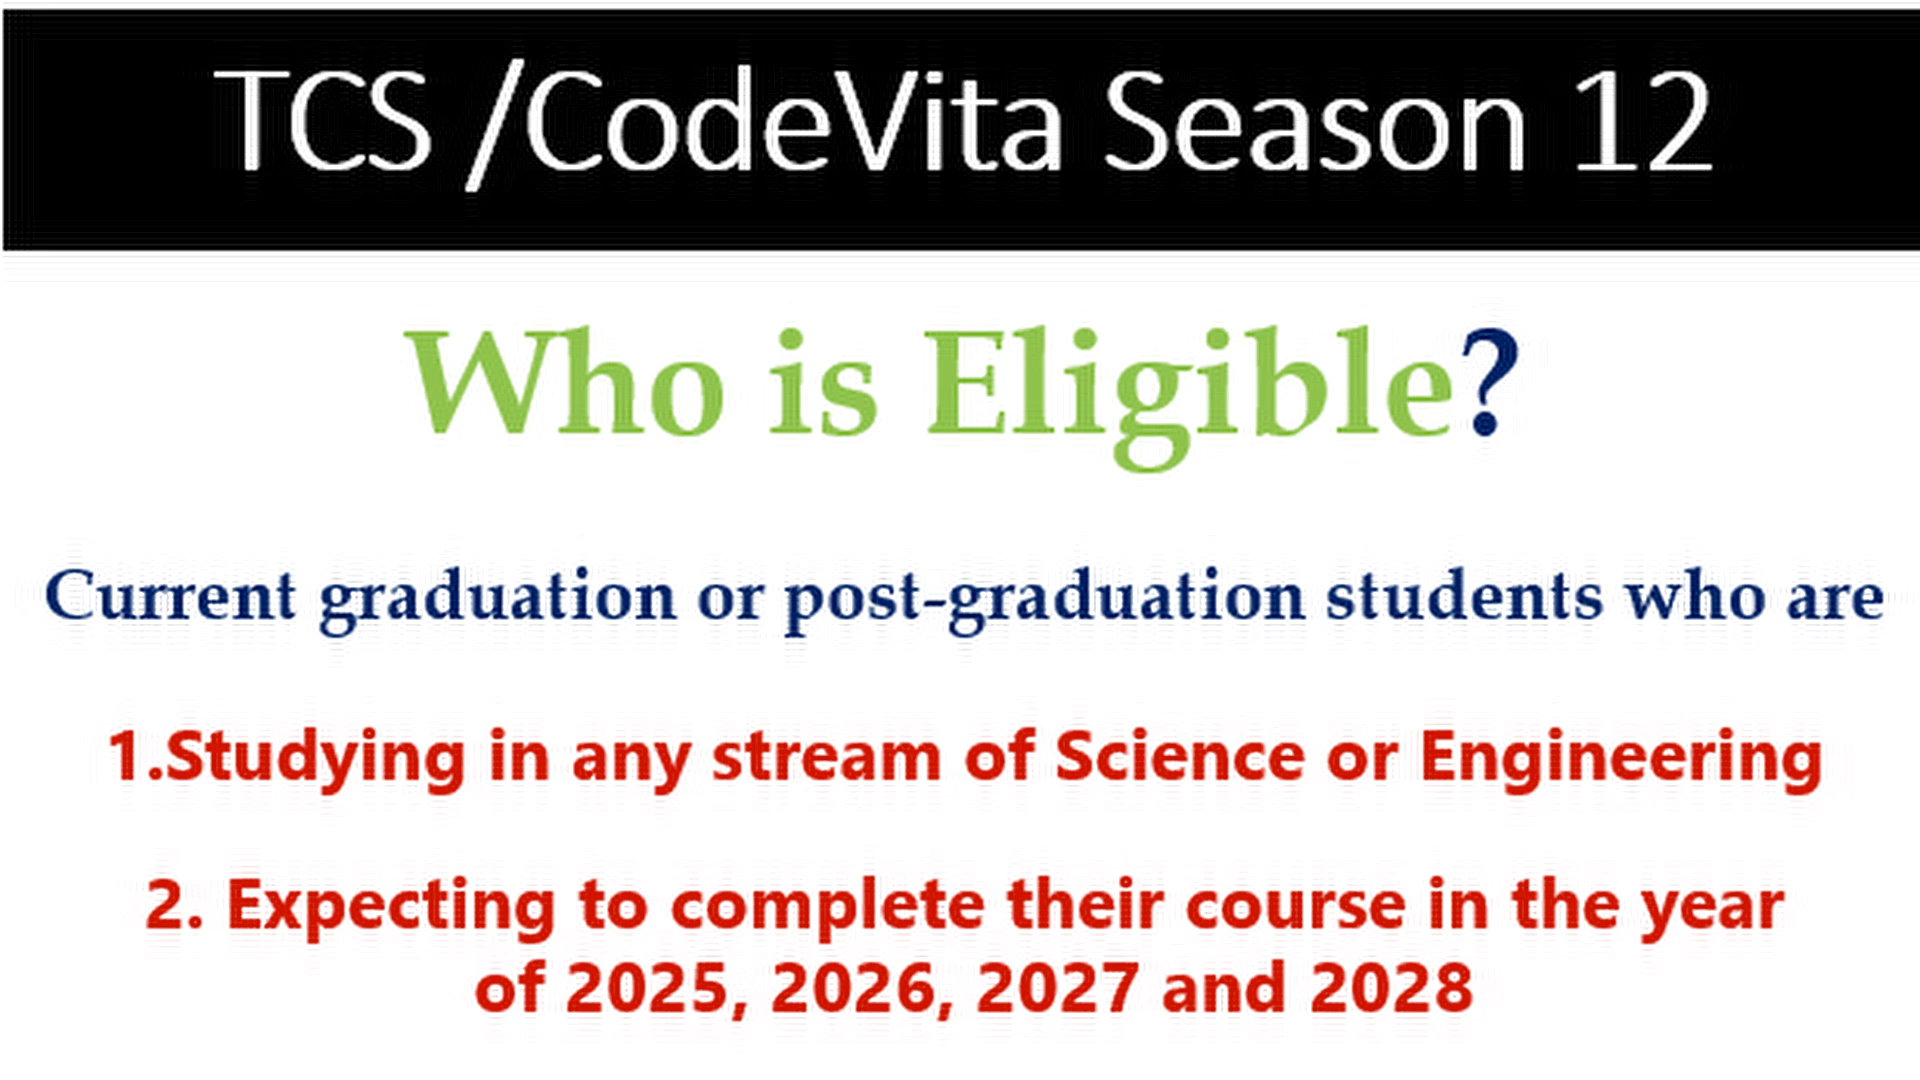 TCS /CodeVita Season 12
Who is Eligible?
Current graduation or post-graduation students who are
1.Studying in any stream of Science or Engineering
2. Expecting to complete their course in the year
of 2025, 2026, 2027 and 2028